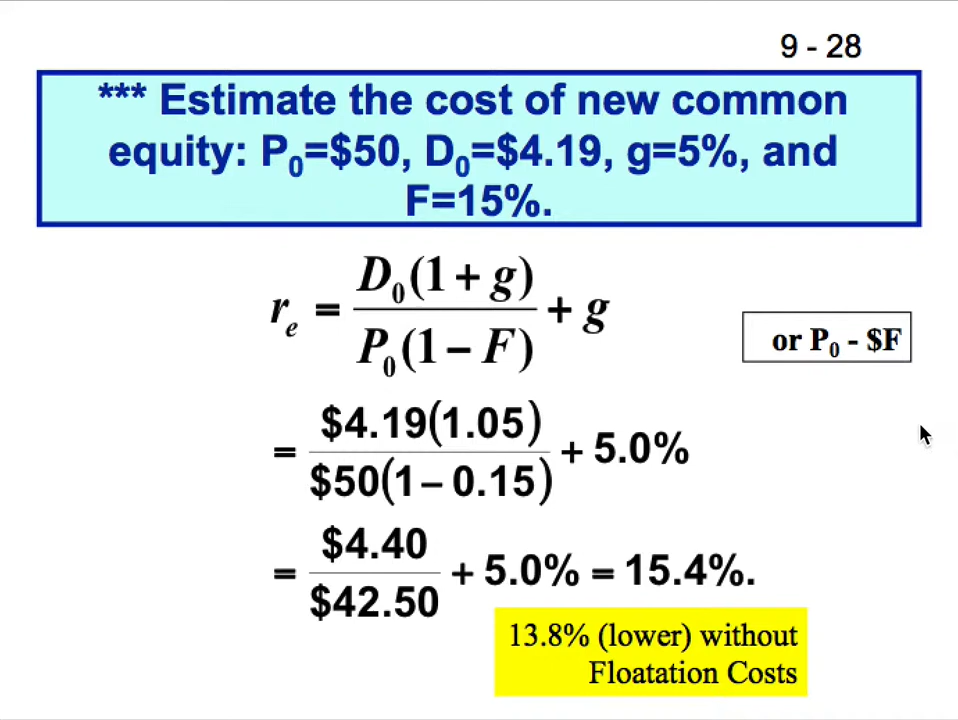 9 - 28
*** Estimate the cost of new common
equity: P₀=$50, D₀=$4.19, g=5%, and
F=15%.
rₑ = D₀(1 + g) / P₀(1 – F) + g
or P₀ - $F
= $4.19(1.05) / $50(1 – 0.15) + 5.0%
= $4.40 / $42.50 + 5.0% = 15.4%.
13.8% (lower) without
Floatation Costs